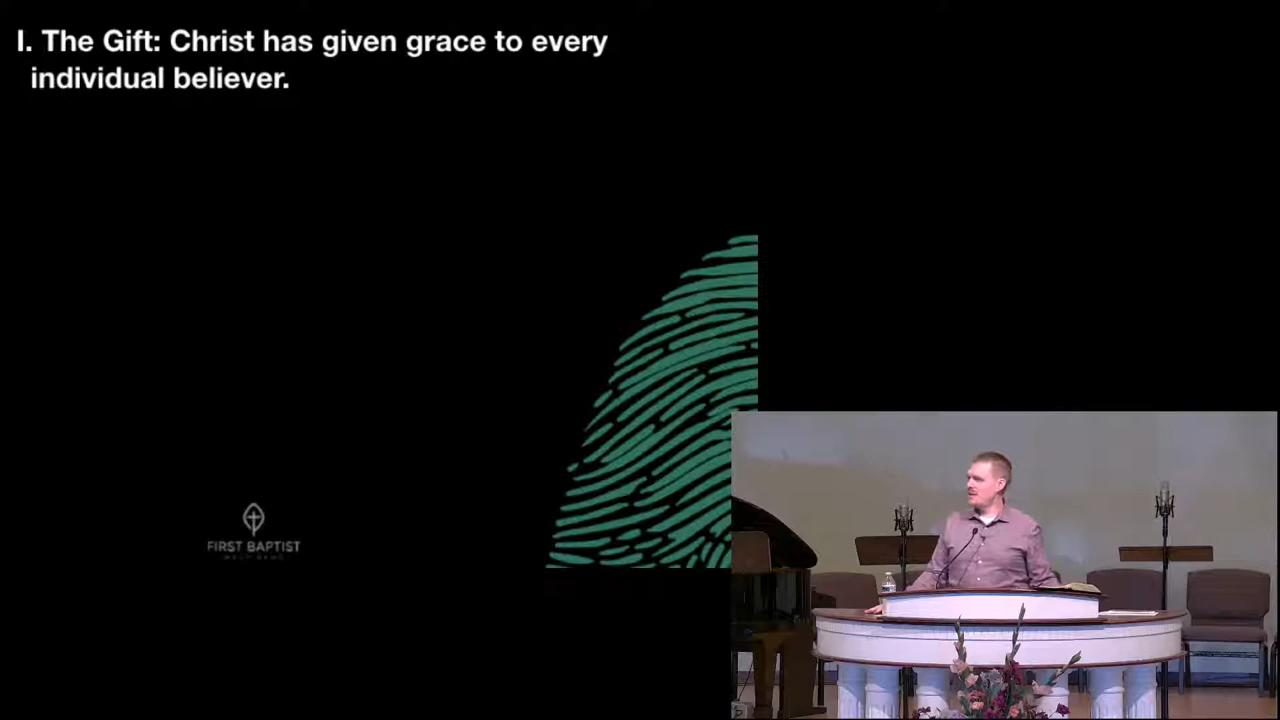 I. The Gift: Christ has given grace to every
individual believer.
FIRST BAPTIST